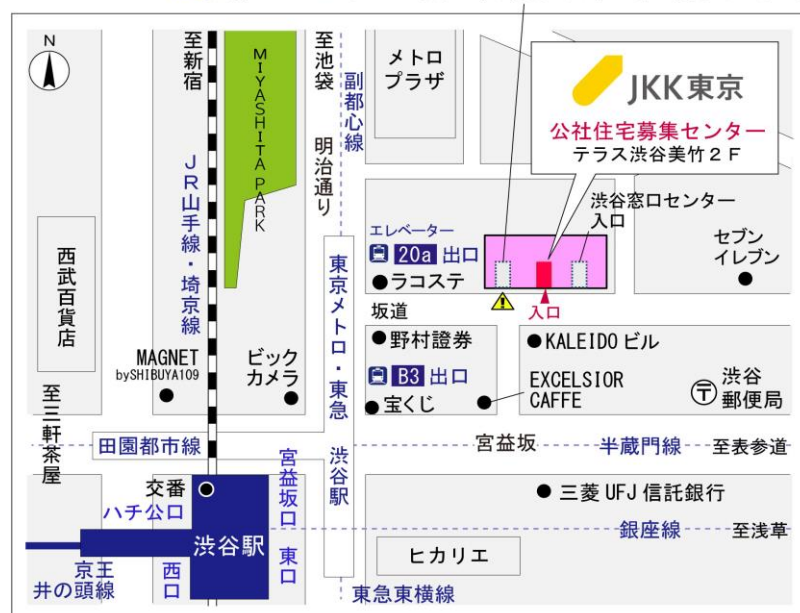 N
至新宿
MIYASHITA PARK
至池袋
明治通り
副都心線
メトロ
プラザ
JKK東京
公社住宅募集センター
テラス渋谷美竹2F
渋谷窓口センター
入口
JR山手線・埼京線
西武百貨店
エレベーター
20a 出口
ラコステ
!
入口
セブン
イレブン
坂道
東京メトロ・東急
渋谷駅
野村證券
KALEIDO ビル
MAGNET
bySHIBUYA109
ビック
カメラ
B3 出口
宝くじ
EXCELSIOR
CAFFE
〒
渋谷
郵便局
至三軒茶屋
田園都市線
宮益坂
半蔵門線
至表参道
交番
ハチ公口
宮益坂口
三菱 UFJ 信託銀行
渋谷駅
銀座線
至浅草
京王
井の頭線
西口
東口
ヒカリエ
東急東横線